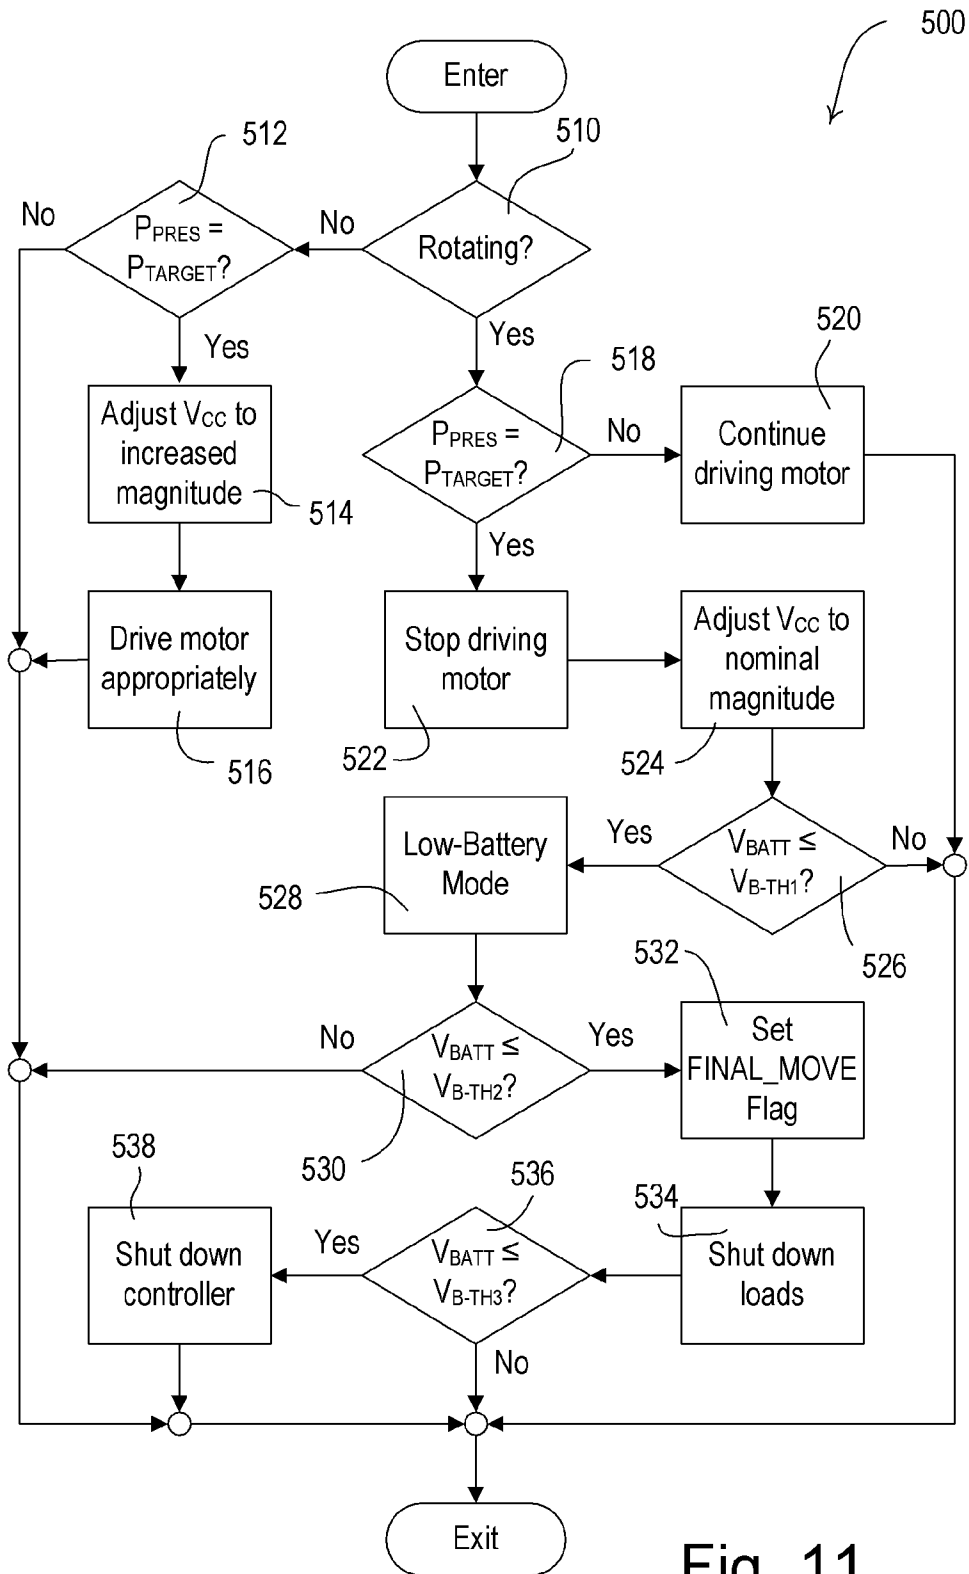 500
Enter
512
510
No
No
PPRES =
PTARGET?
Rotating?
Yes
Yes
520
518
Adjust VCC to
increased
magnitude
514
PPRES =
PTARGET?
No
Continue
driving motor
Yes
Drive motor
appropriately
516
Stop driving
motor
522
Adjust VCC to
nominal
magnitude
524
Low-Battery
Mode
528
Yes
VBATT ≤
VB-TH1?
No
526
532
No
VBATT ≤
VB-TH2?
Yes
530
Set
FINAL_MOVE
Flag
538
536
534
Shut down
controller
Yes
VBATT ≤
VB-TH3?
Shut down
loads
No
Exit
Fig. 11